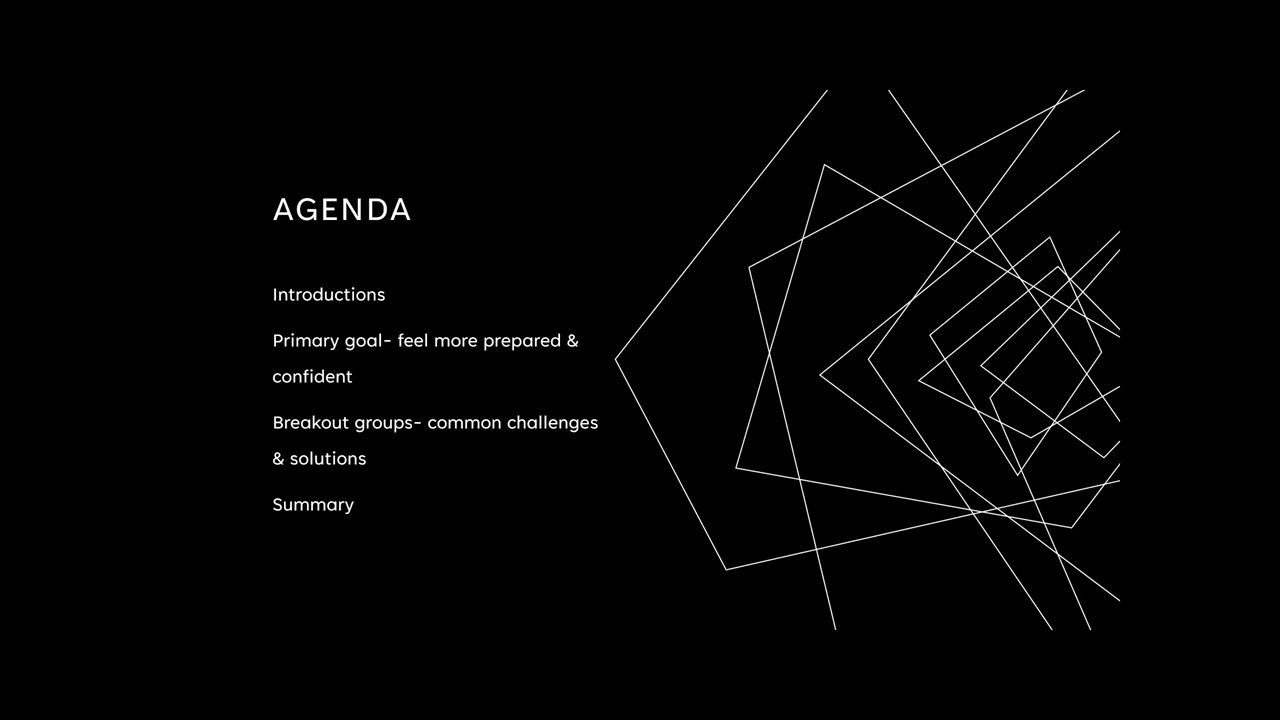 AGENDA
Introductions
Primary goal- feel more prepared &
confident
Breakout groups- common challenges
& solutions
Summary